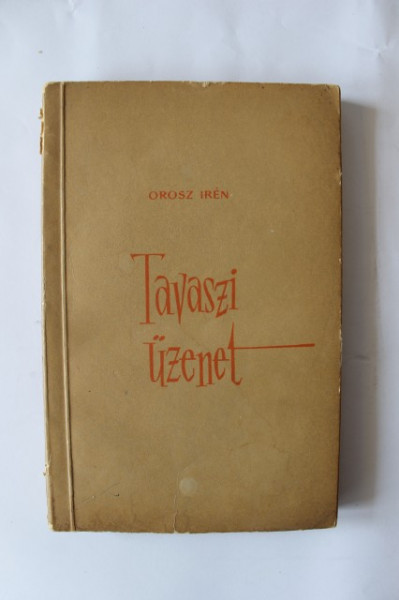 OROSZ IRÉN
Tavaszi
üzenet